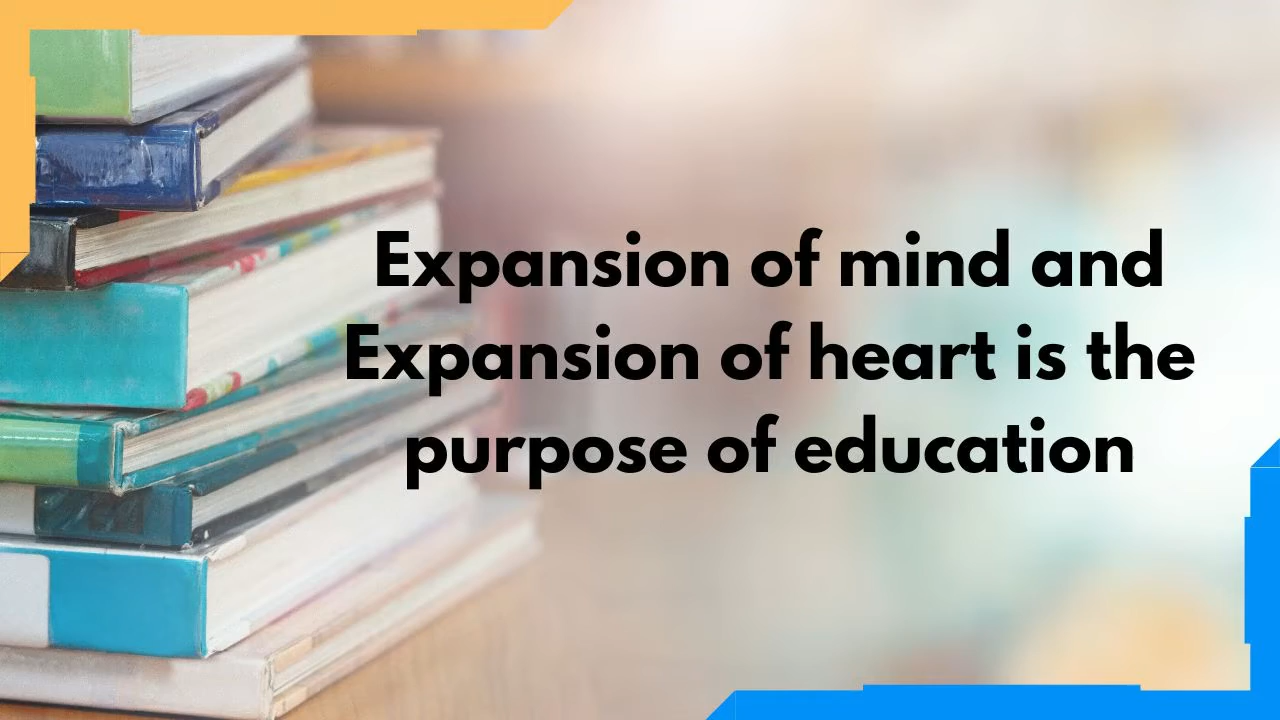 Expansion of mind and
Expansion of heart is the
purpose of education